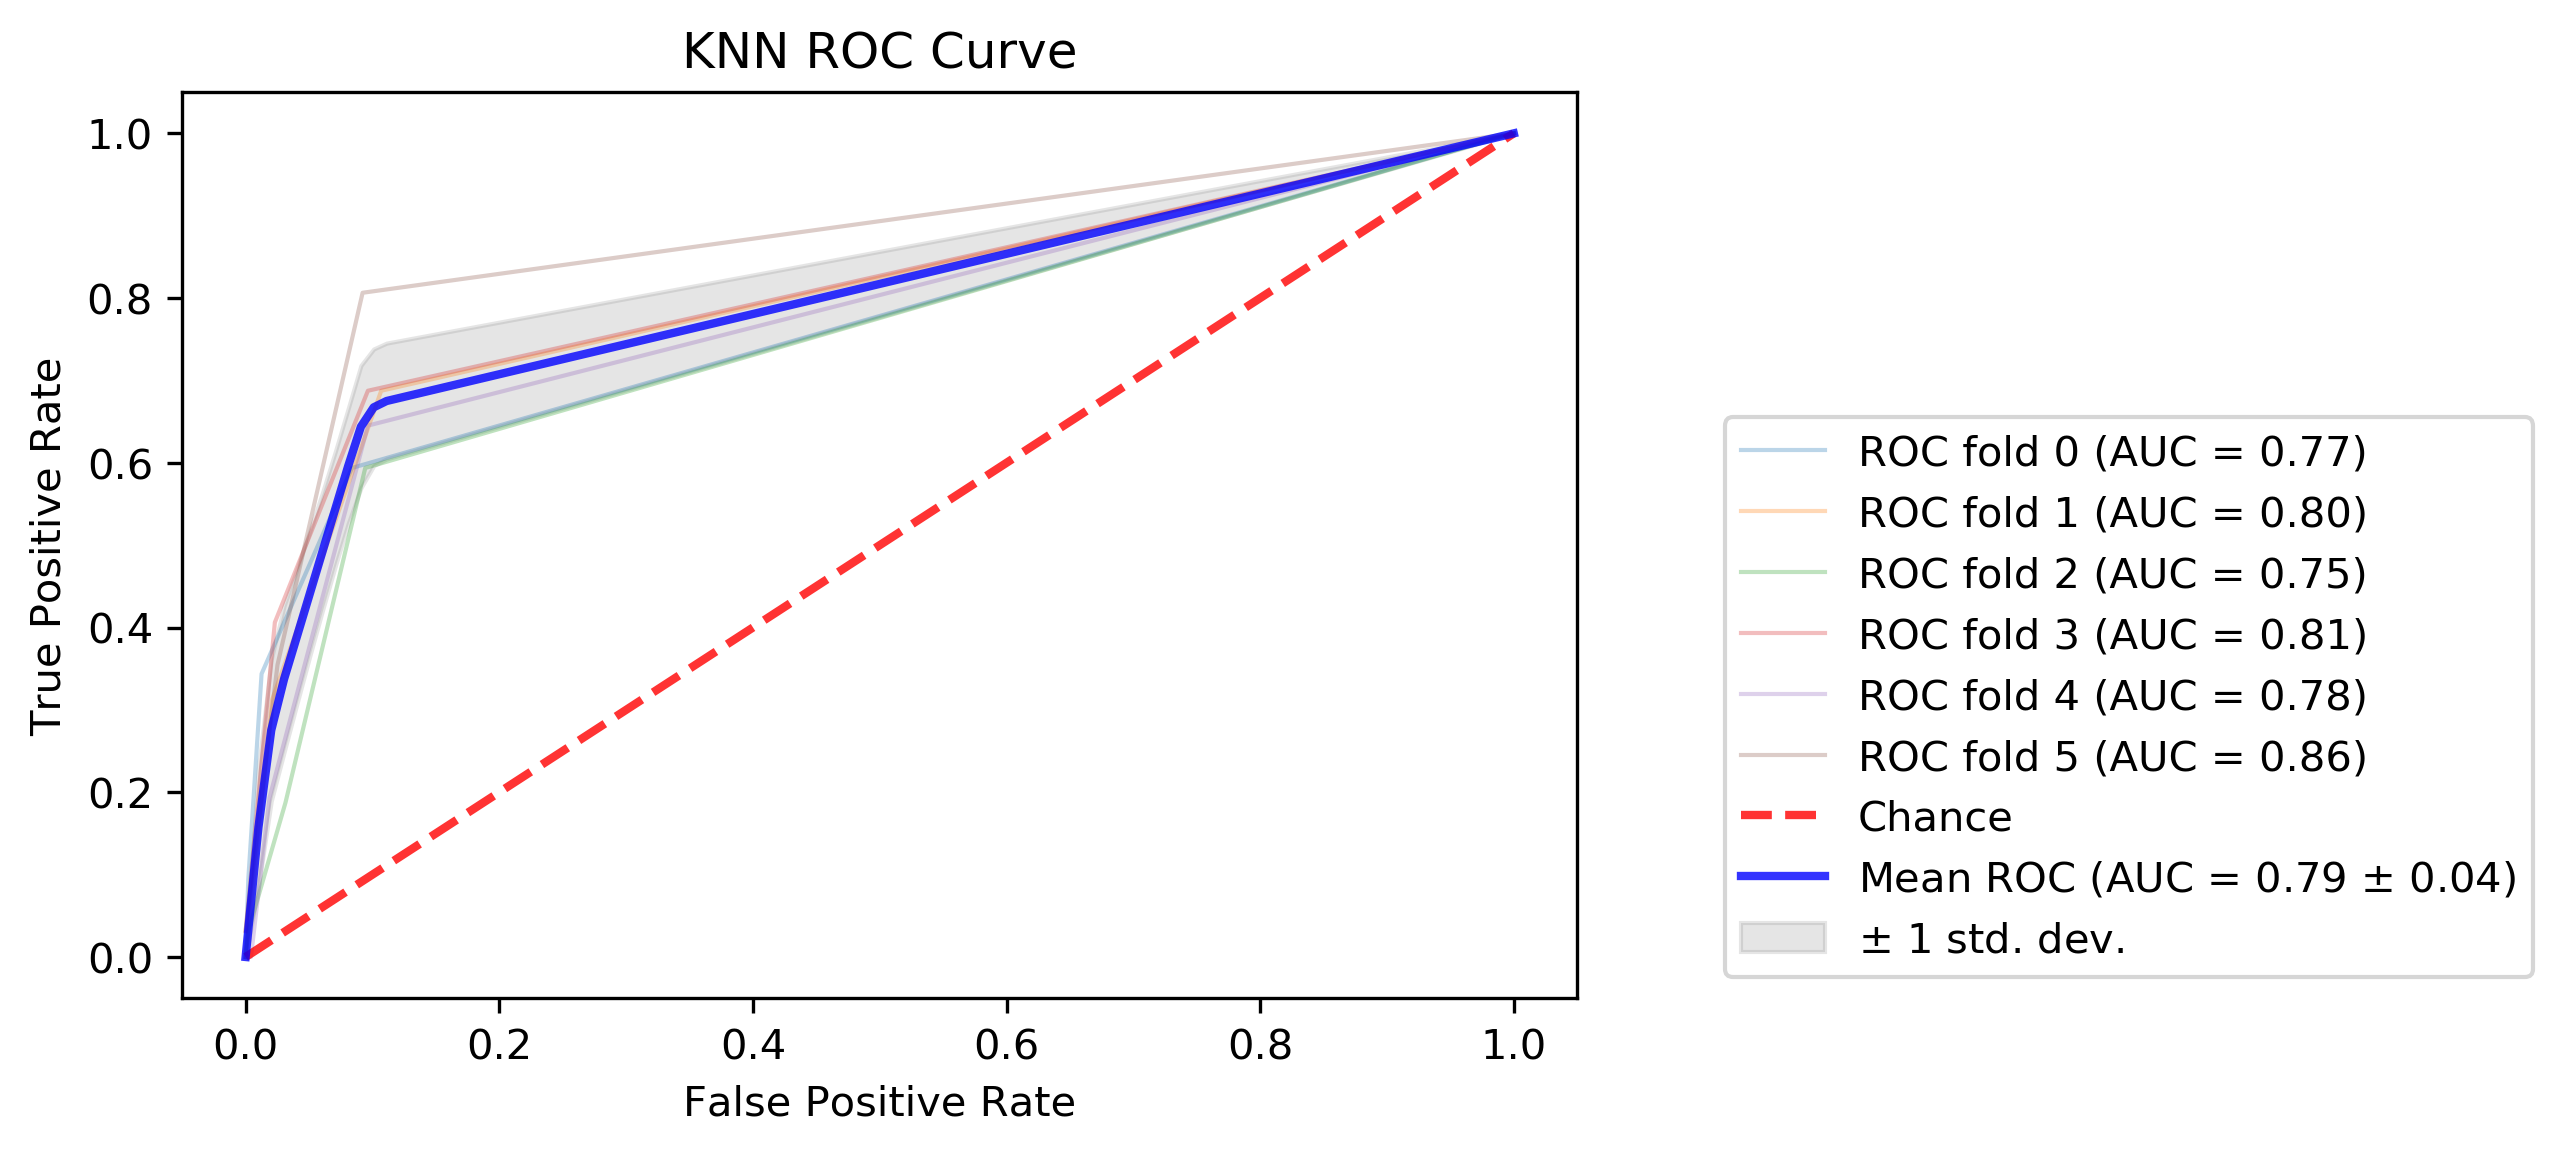 KNN ROC Curve
True Positive Rate
1.0
0.8
0.6
0.4
0.2
0.0
0.0 0.2 0.4 0.6 0.8 1.0
False Positive Rate
ROC fold 0 (AUC = 0.77)
ROC fold 1 (AUC = 0.80)
ROC fold 2 (AUC = 0.75)
ROC fold 3 (AUC = 0.81)
ROC fold 4 (AUC = 0.78)
ROC fold 5 (AUC = 0.86)
Chance
Mean ROC (AUC = 0.79 ± 0.04)
± 1 std. dev.